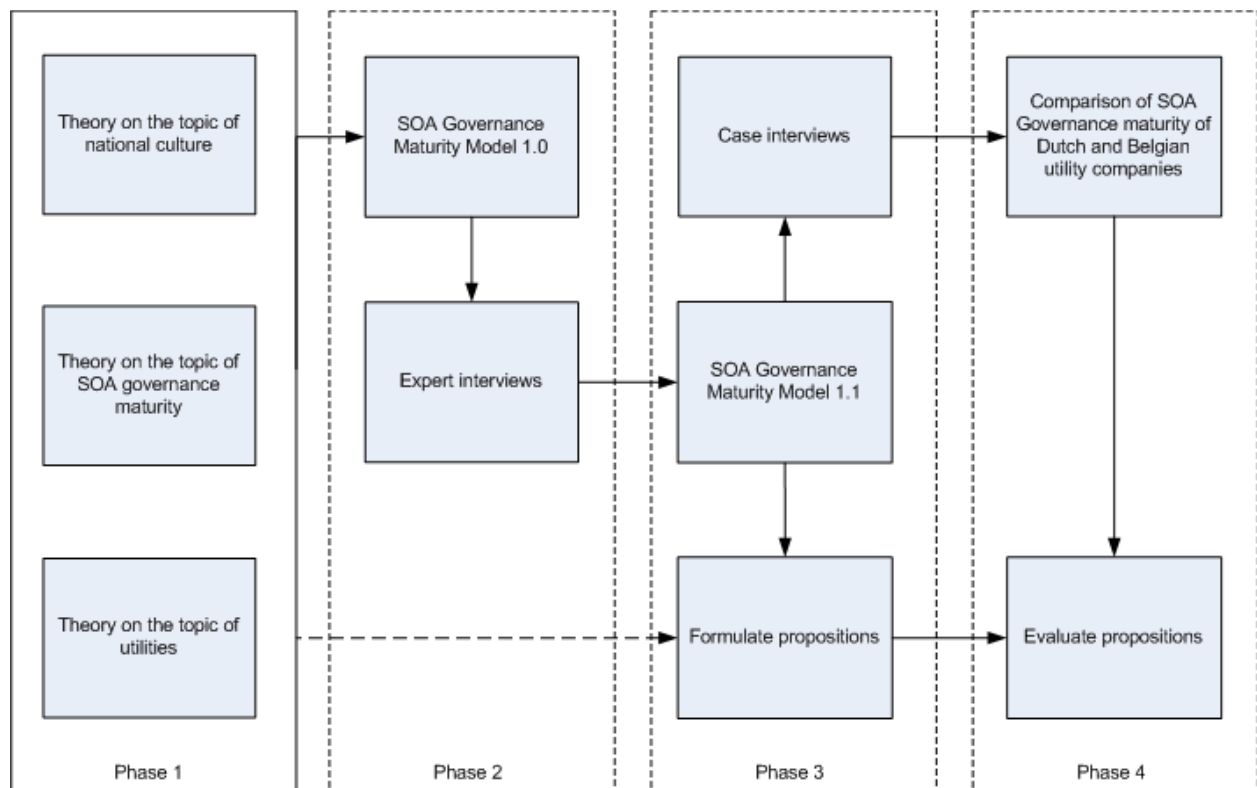 Theory on the topic of
national culture
Theory on the topic of
SOA governance
maturity
Theory on the topic of
utilities
Phase 1
SOA Governance
Maturity Model 1.0
Expert interviews
Phase 2
Case interviews
SOA Governance
Maturity Model 1.1
Formulate propositions
Phase 3
Comparison of SOA
Governance maturity of
Dutch and Belgian
utility companies
Evaluate propositions
Phase 4